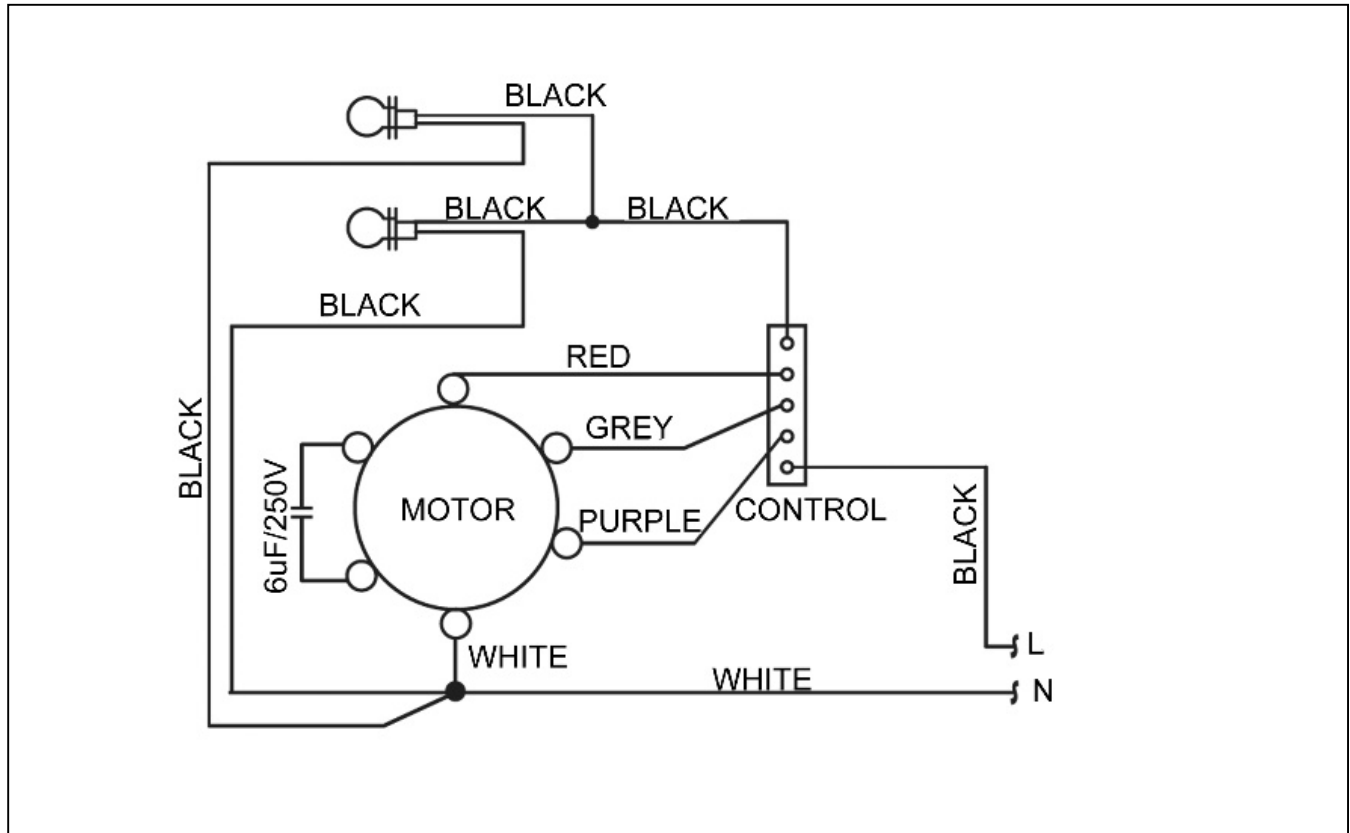 BLACK
BLACK
BLACK
BLACK
RED
GREY
BLACK
6uF/250V
MOTOR
PURPLE
CONTROL
BLACK
WHITE
L
WHITE
N